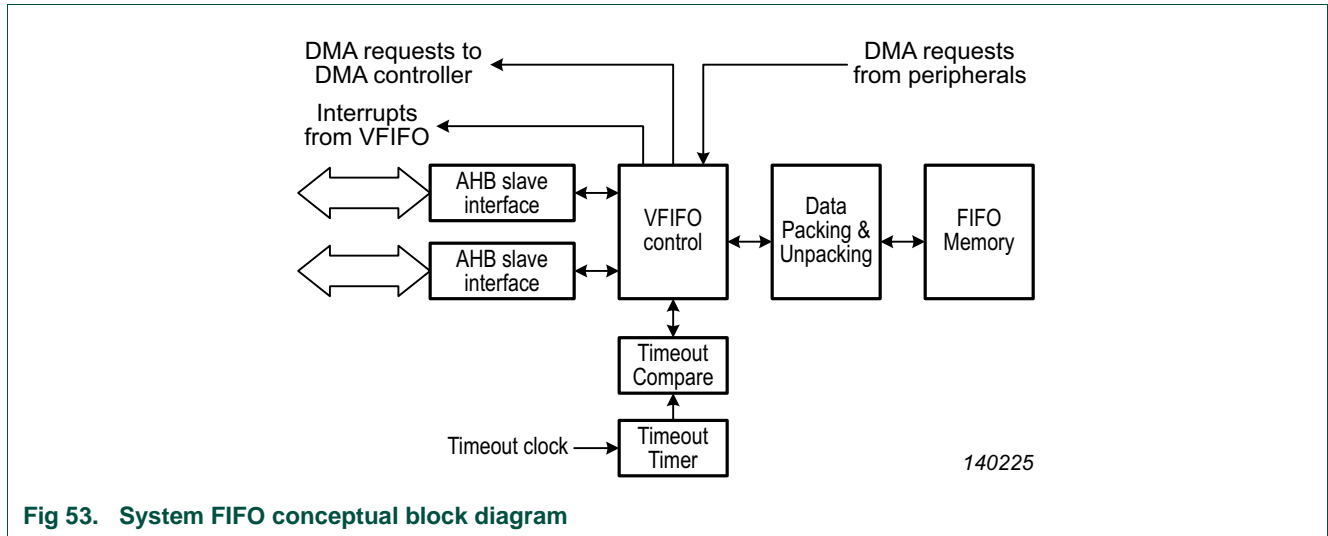 DMA requests to
DMA controller
DMA requests
from peripherals
Interrupts
from VFIFO
AHB slave
interface
AHB slave
interface
VFIFO
control
Data
Packing &
Unpacking
FIFO
Memory
Timeout
Compare
Timeout clock
Timeout
Timer
140225
Fig 53. System FIFO conceptual block diagram